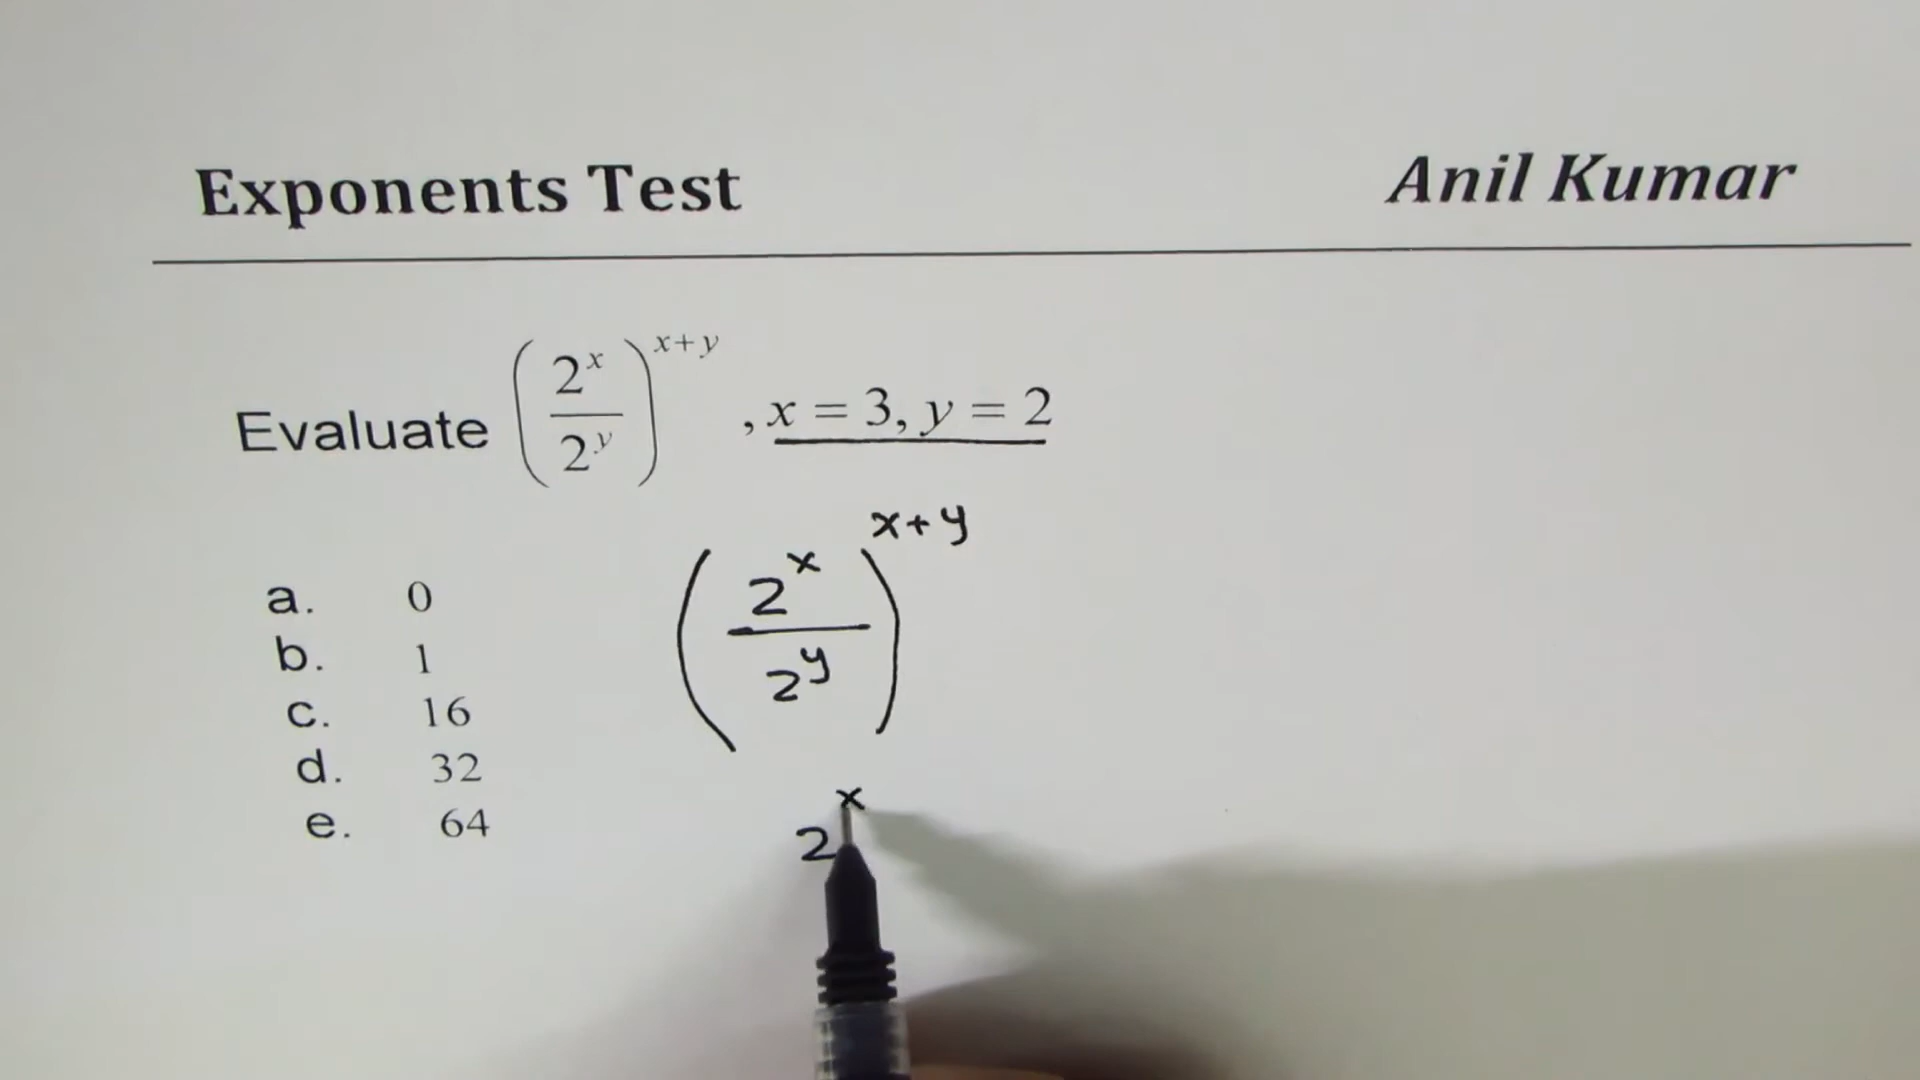 Exponents Test Anil Kumar
Evaluate (2^x / 2^y)^(x+y) , x = 3, y = 2
a. 0
b. 1
c. 16
d. 32
e. 64
(2^x / 2^y)^(x+y)
2^x